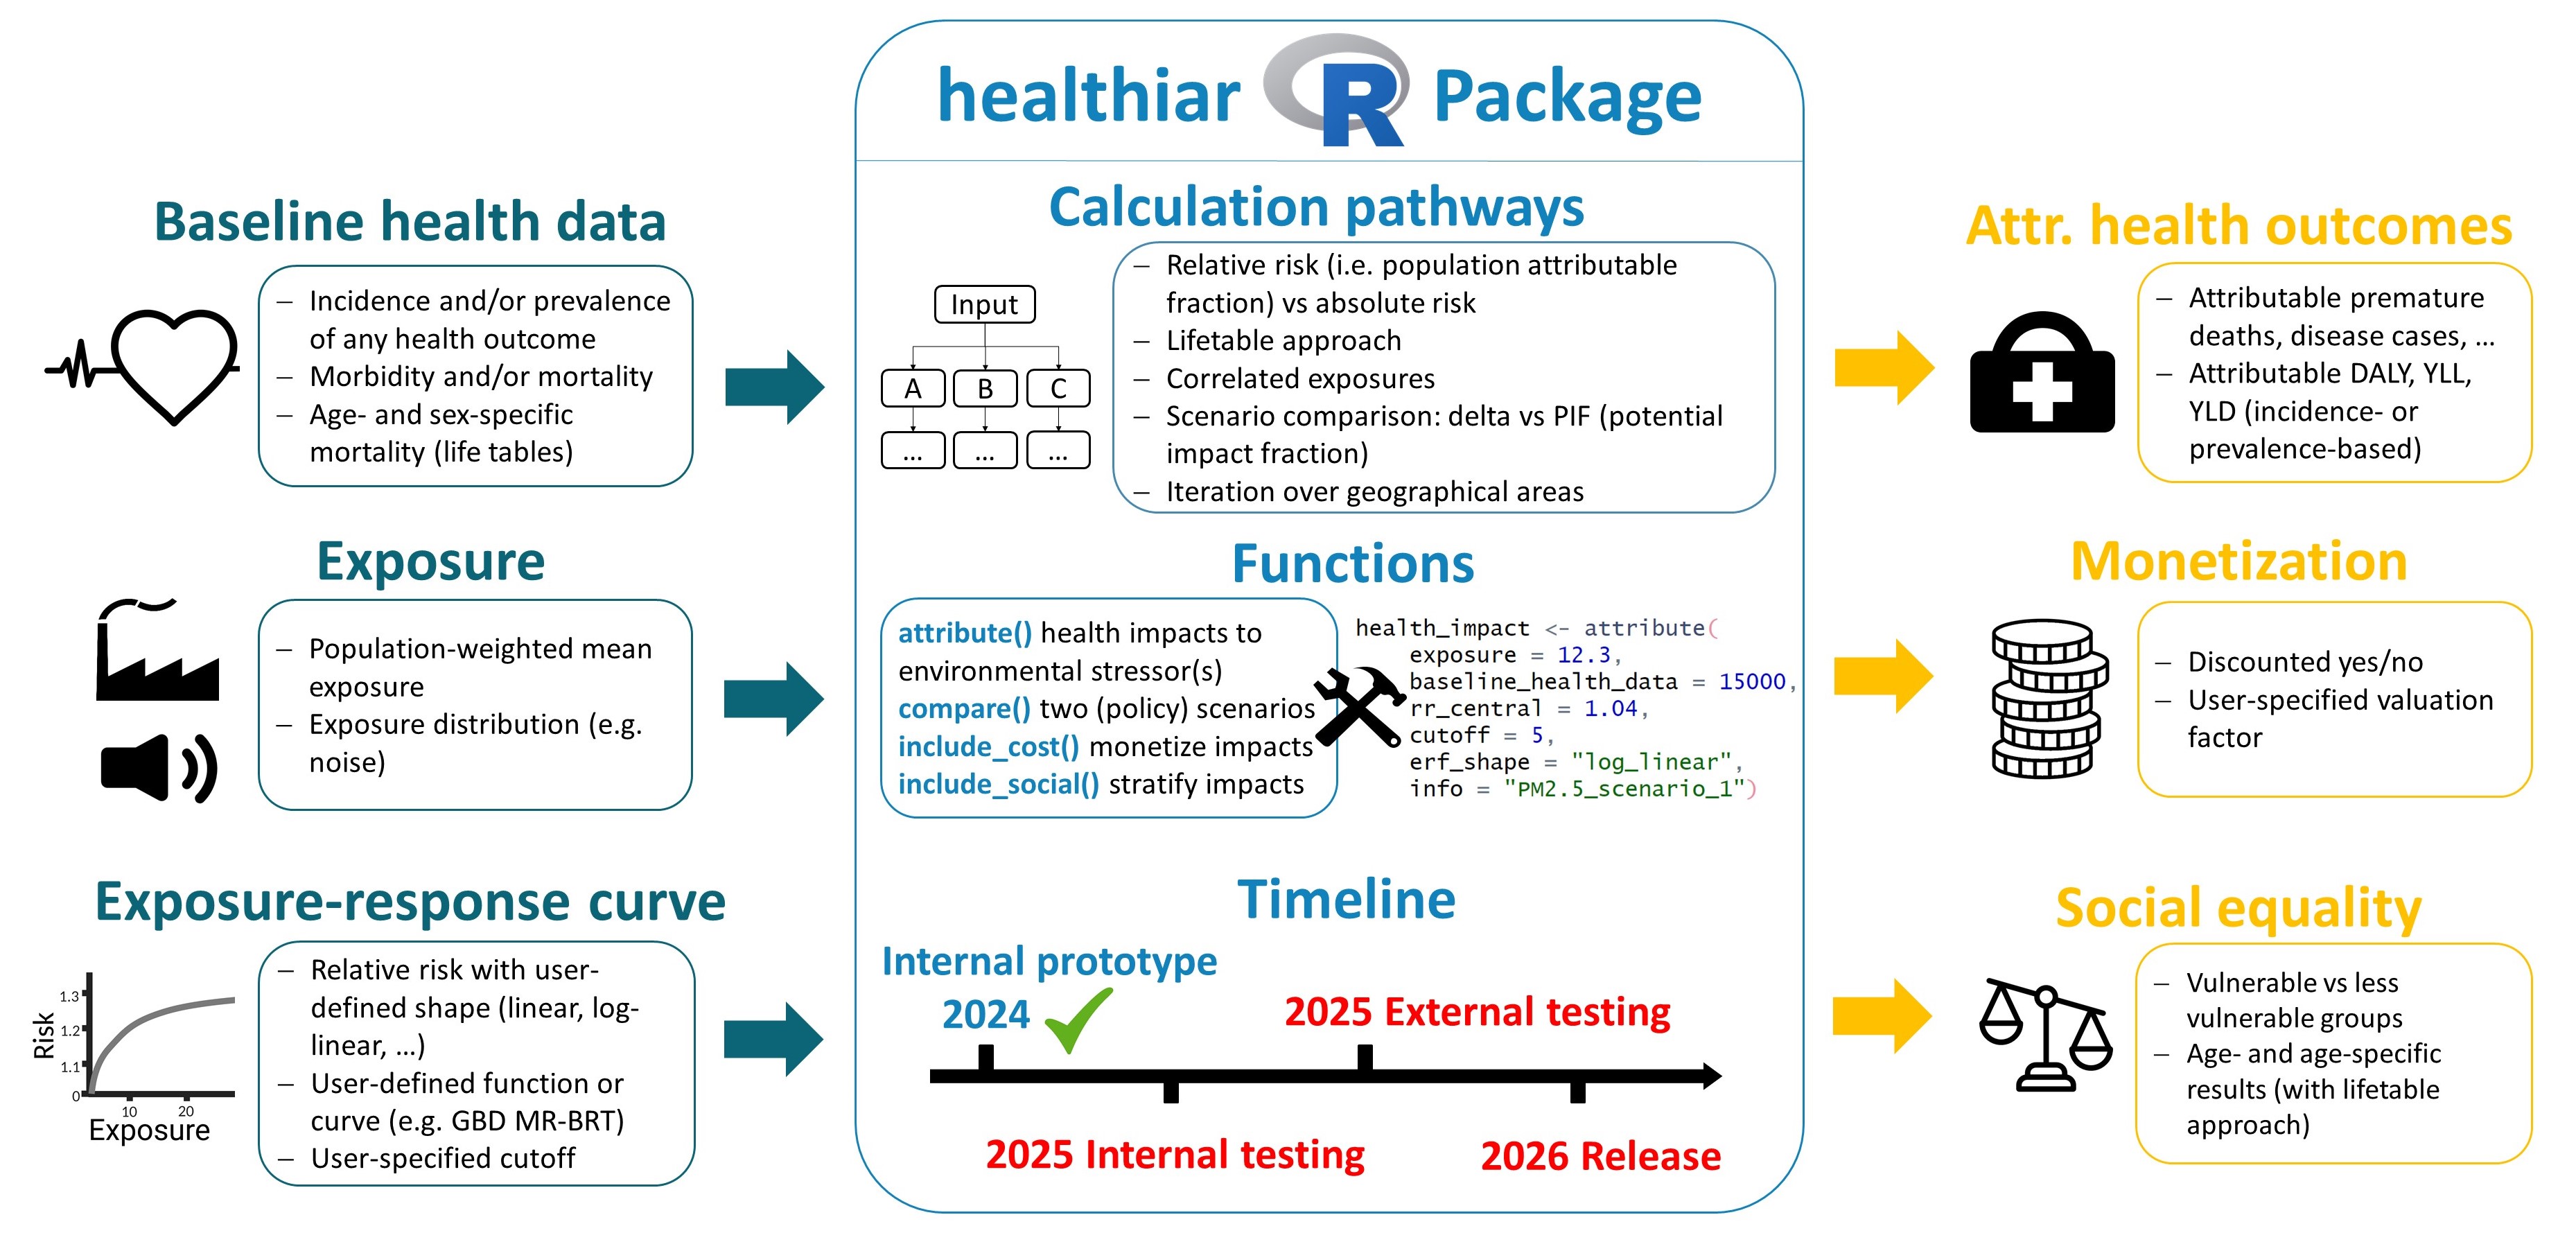 healthiar R Package
Baseline health data
– Incidence and/or prevalence
of any health outcome
– Morbidity and/or mortality
– Age- and sex-specific
mortality (life tables)
Exposure
– Population-weighted mean
exposure
– Exposure distribution (e.g.
noise)
Exposure-response curve
Risk
1.3
1.2
1.1
0
10 20
Exposure
– Relative risk with user-
defined shape (linear, log-
linear, ...)
– User-defined function or
curve (e.g. GBD MR-BRT)
– User-specified cutoff
Calculation pathways
Input
A B C
... ... ...
– Relative risk (i.e. population attributable
fraction) vs absolute risk
– Lifetable approach
– Correlated exposures
– Scenario comparison: delta vs PIF (potential
impact fraction)
– Iteration over geographical areas
Functions
attribute() health impacts to
environmental stressor(s)
compare() two (policy) scenarios
include_cost() monetize impacts
include_social() stratify impacts
health_impact <- attribute(
exposure = 12.3,
baseline_health_data = 15000,
rr_central = 1.04,
cutoff = 5,
erf_shape = "log_linear",
info = "PM2.5_scenario_1")
Timeline
Internal prototype
2024
2025 External testing
2025 Internal testing
2026 Release
Attr. health outcomes
– Attributable premature
deaths, disease cases, ...
– Attributable DALY, YLL,
YLD (incidence- or
prevalence-based)
Monetization
– Discounted yes/no
– User-specified valuation
factor
Social equality
– Vulnerable vs less
vulnerable groups
– Age- and age-specific
results (with lifetable
approach)